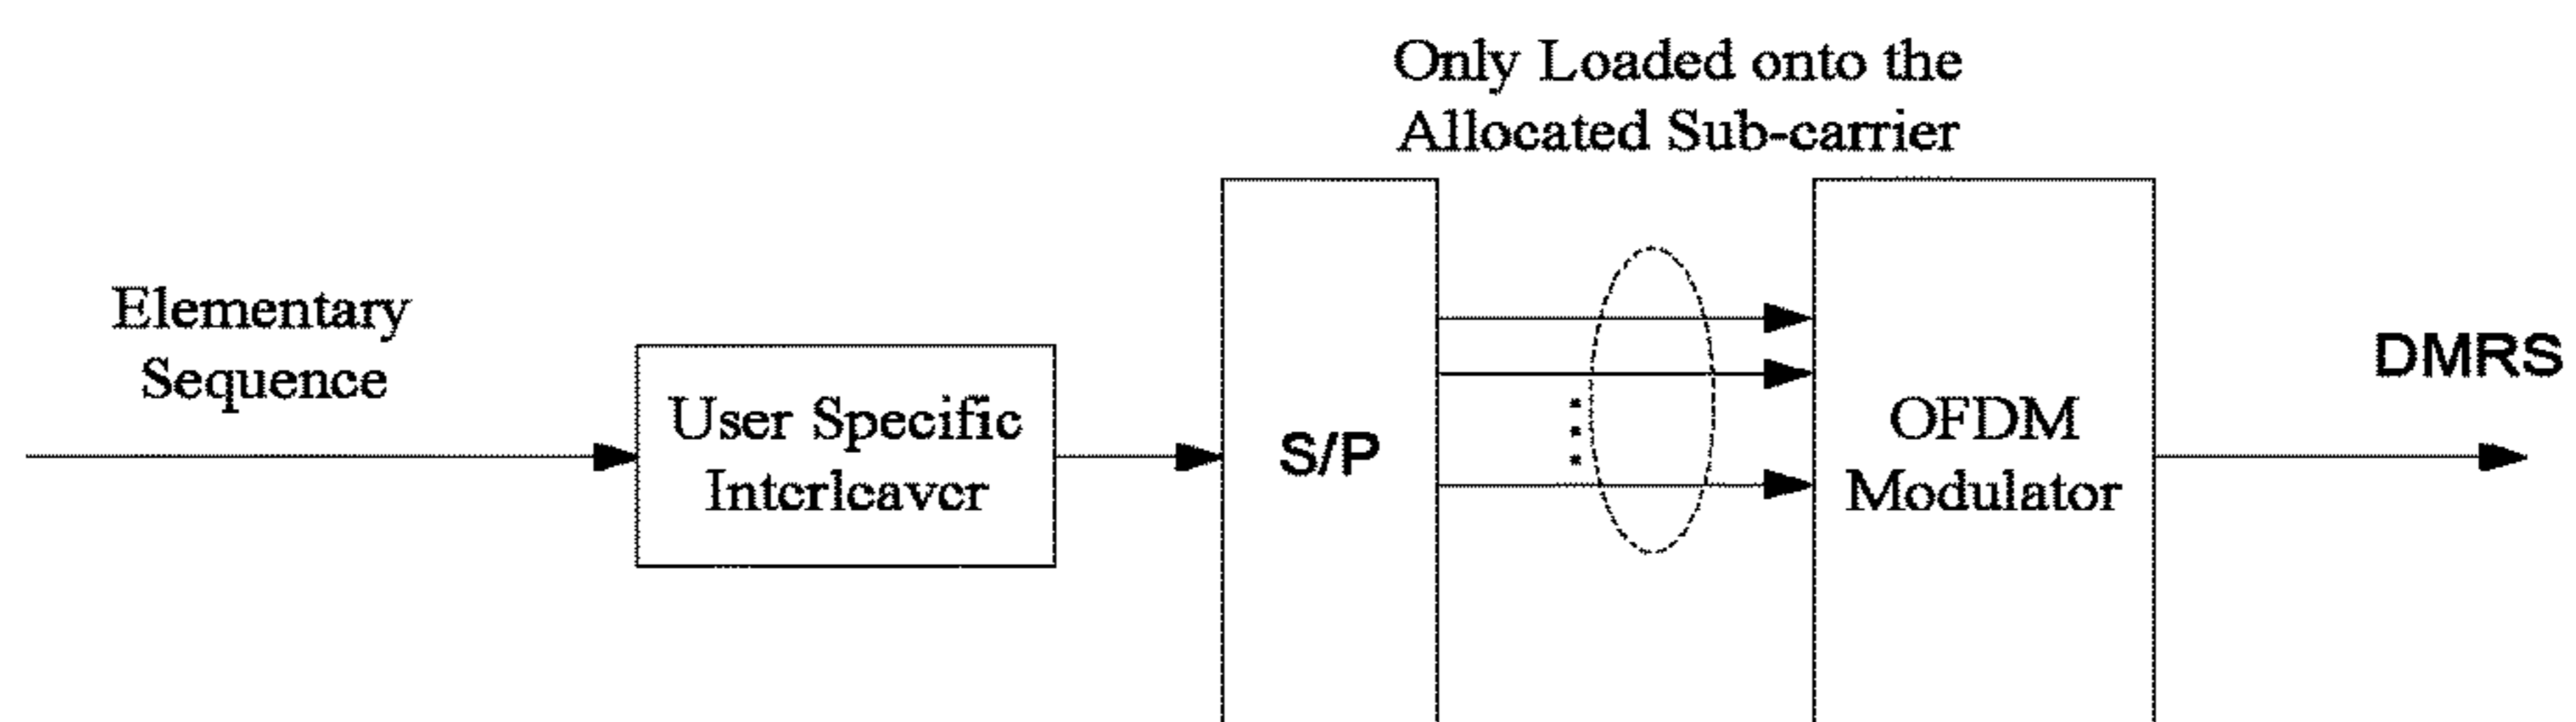 Only Loaded onto the
Allocated Sub-carrier
Elementary
Sequence
User Specific
Interleaver
S/P
OFDM
Modulator
DMRS